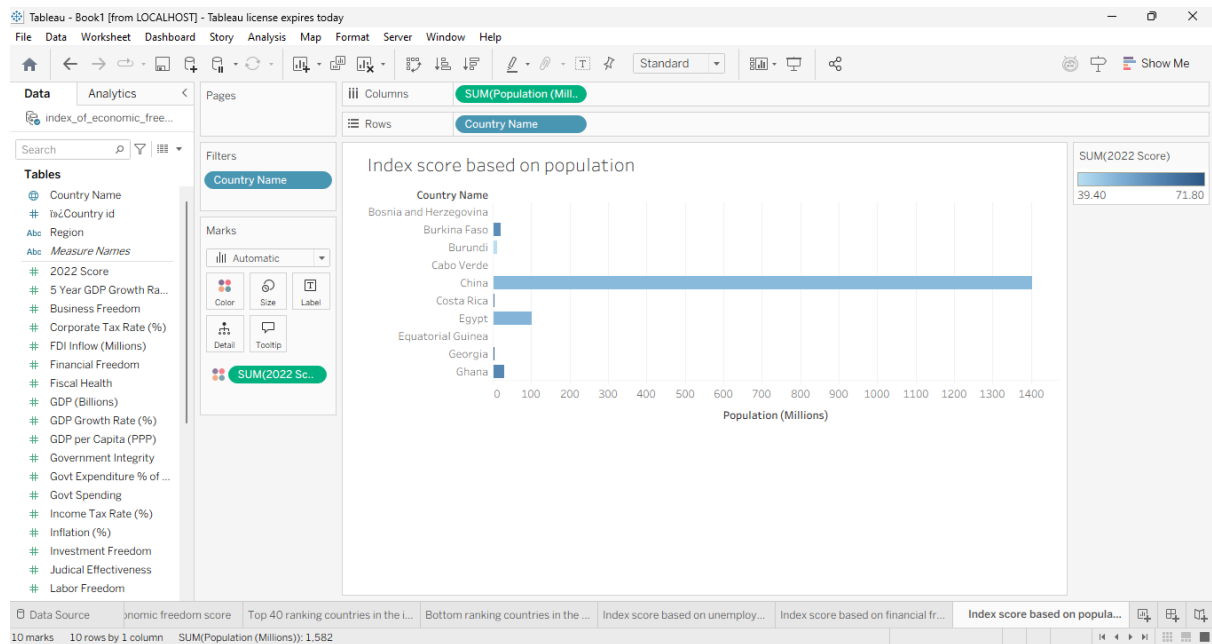 Tableau - Book1 [from LOCALHOST] - Tableau license expires today
File Data Worksheet Dashboard Story Analysis Map Format Server Window Help
Standard
Show Me
Data Analytics
index_of_economic_free...
Search
Tables
Country Name
ï»¿Country id
Abc Region
Abc Measure Names
# 2022 Score
# 5 Year GDP Growth Ra...
# Business Freedom
# Corporate Tax Rate (%)
# FDI Inflow (Millions)
# Financial Freedom
# Fiscal Health
# GDP (Billions)
# GDP Growth Rate (%)
# GDP per Capita (PPP)
# Government Integrity
# Govt Expenditure % of ...
# Govt Spending
# Income Tax Rate (%)
# Inflation (%)
# Investment Freedom
# Judical Effectiveness
# Labor Freedom
Pages
Filters
Country Name
Marks
Automatic
Color Size Label
Detail Tooltip
SUM(2022 Sc..
Columns SUM(Population (Mill..
Rows Country Name
Index score based on population
Country Name
Bosnia and Herzegovina
Burkina Faso
Burundi
Cabo Verde
China
Costa Rica
Egypt
Equatorial Guinea
Georgia
Ghana
0 100 200 300 400 500 600 700 800 900 1000 1100 1200 1300 1400
Population (Millions)
SUM(2022 Score)
39.40 71.80
Data Source onomic freedom score Top 40 ranking countries in the i... Bottom ranking countries in the ... Index score based on unemploy... Index score based on financial fr... Index score based on popula...
10 marks 10 rows by 1 column SUM(Population (Millions)): 1,582